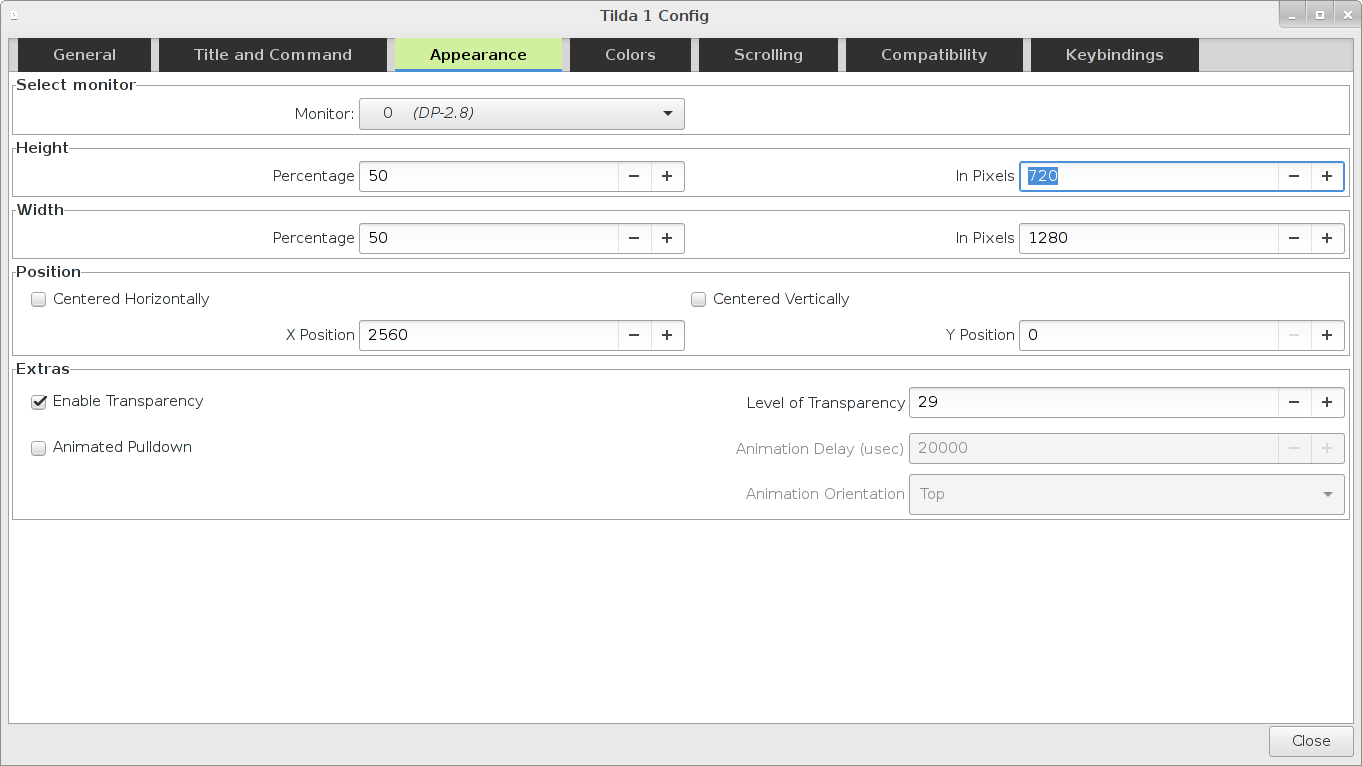 Tilda 1 Config
General Title and Command Appearance Colors Scrolling Compatibility Keybindings
Select monitor
Monitor: 0 (DP-2.8)
Height
Percentage 50 − + In Pixels 720 − +
Width
Percentage 50 − + In Pixels 1280 − +
Position
Centered Horizontally Centered Vertically
X Position 2560 − + Y Position 0 − +
Extras
Enable Transparency Level of Transparency 29 − +
Animated Pulldown Animation Delay (usec) 20000 − +
Animation Orientation Top
Close